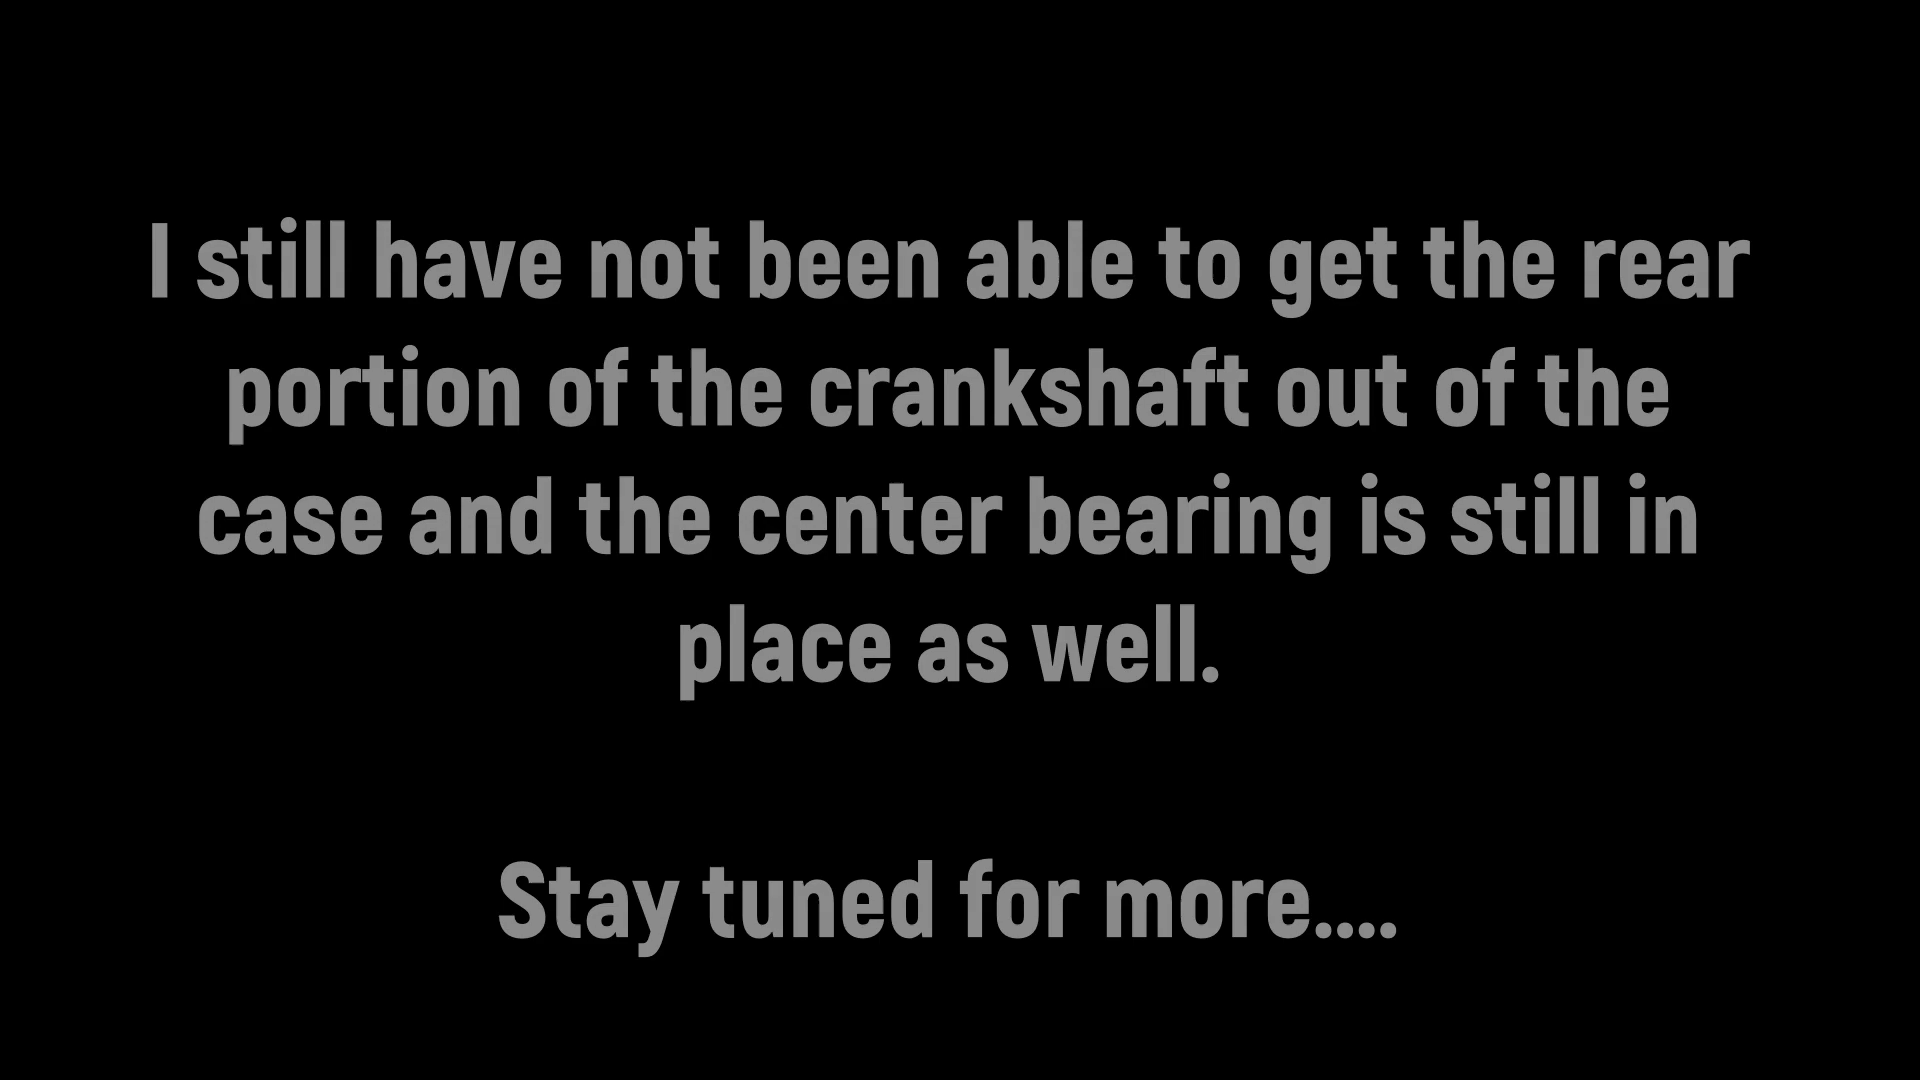 I still have not been able to get the rear
portion of the crankshaft out of the
case and the center bearing is still in
place as well.
Stay tuned for more....